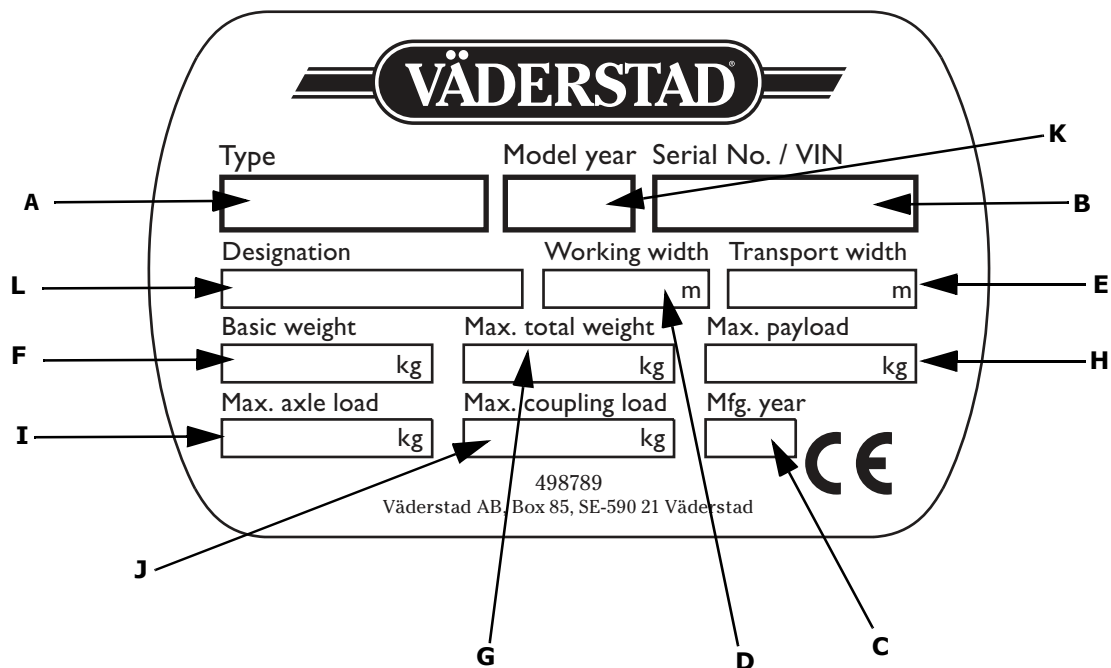 VÄDERSTAD®
K
Type Model year Serial No. / VIN
A B
Designation Working width Transport width
L m m E
Basic weight Max. total weight Max. payload
F kg kg kg H
Max. axle load Max. coupling load Mfg. year
I kg kg CE
498789
Väderstad AB, Box 85, SE-590 21 Väderstad
J
G D C